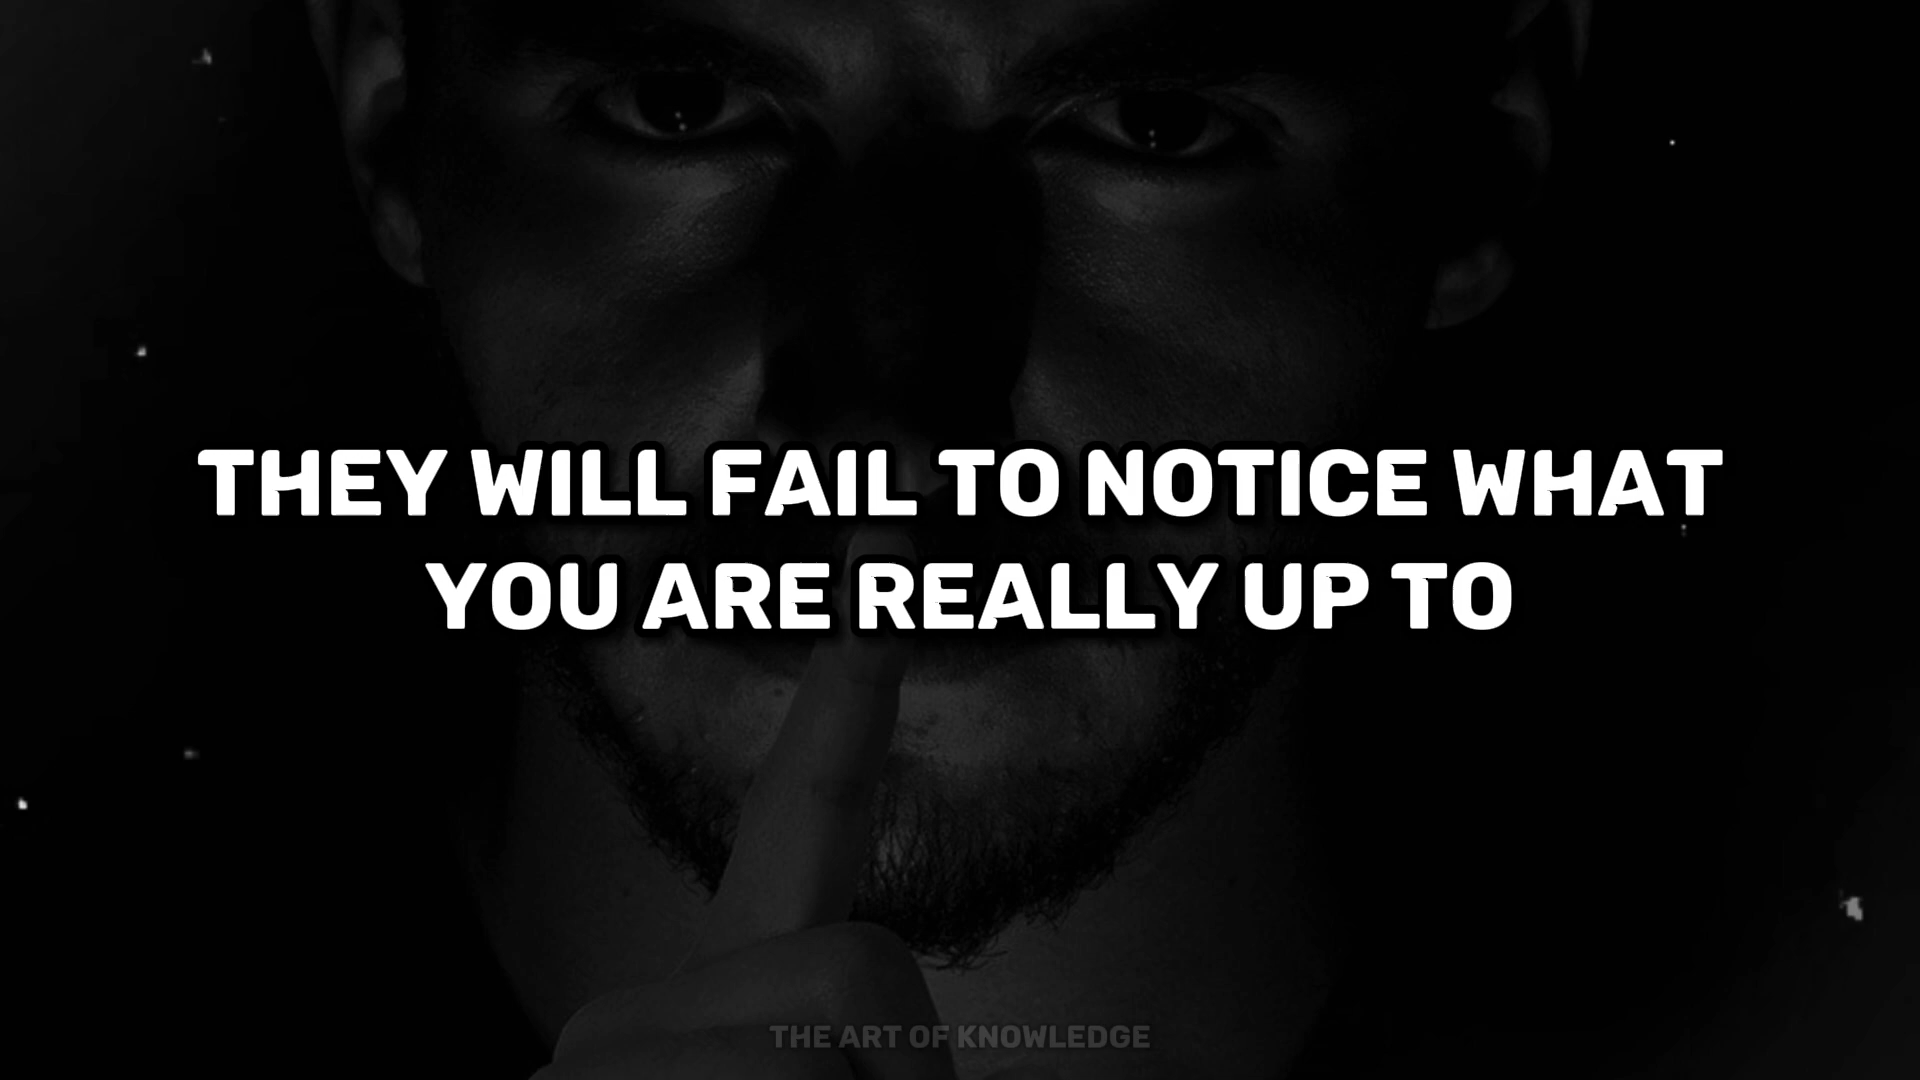 THEY WILL FAIL TO NOTICE WHAT
YOU ARE REALLY UP TO
THE ART OF KNOWLEDGE